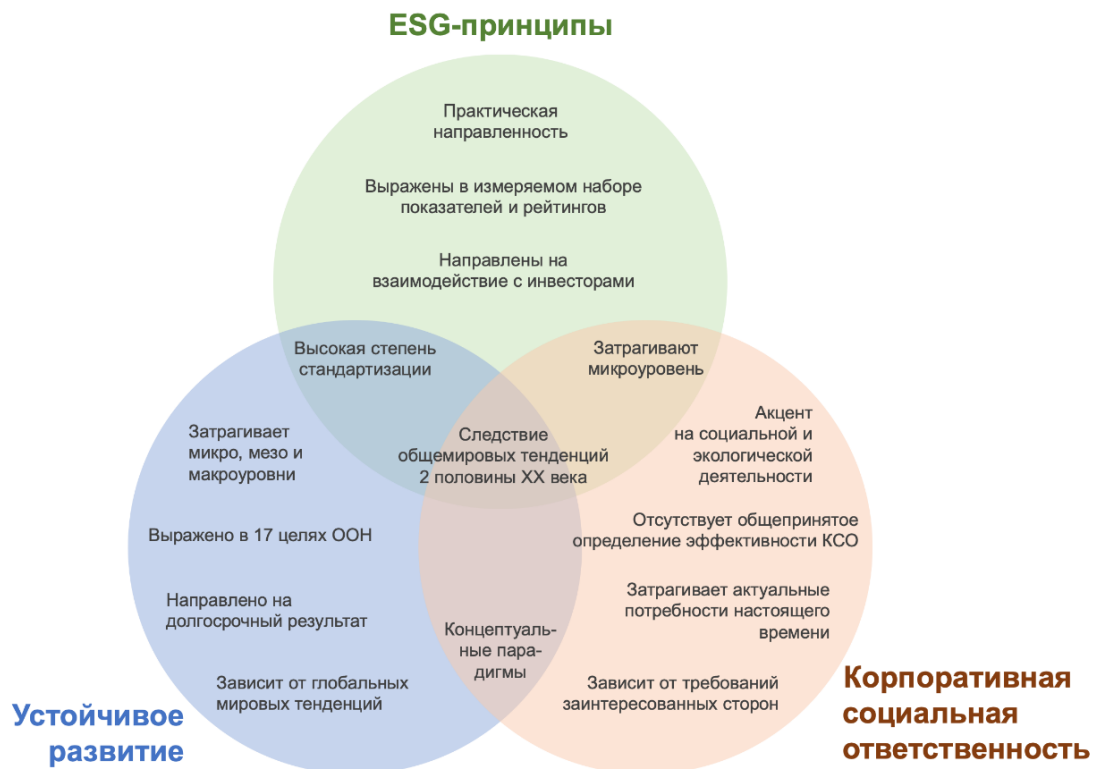 ESG-принципы
Практическая
направленность
Выражены в измеряемом наборе
показателей и рейтингов
Направлены на
взаимодействие с инвесторами
Высокая степень
стандартизации
Затрагивают
микроуровень
Следствие
общемировых тенденций
2 половины XX века
Затрагивает
микро, мезо и
макроуровни
Выражено в 17 целях ООН
Направлено на
долгосрочный результат
Зависит от глобальных
мировых тенденций
Концептуаль-
ные пара-
дигмы
Акцент
на социальной и
экологической
деятельности
Отсутствует общепринятое
определение эффективности КСО
Затрагивает актуальные
потребности настоящего
времени
Зависит от требований
заинтересованных сторон
Устойчивое
развитие
Корпоративная
социальная
ответственность